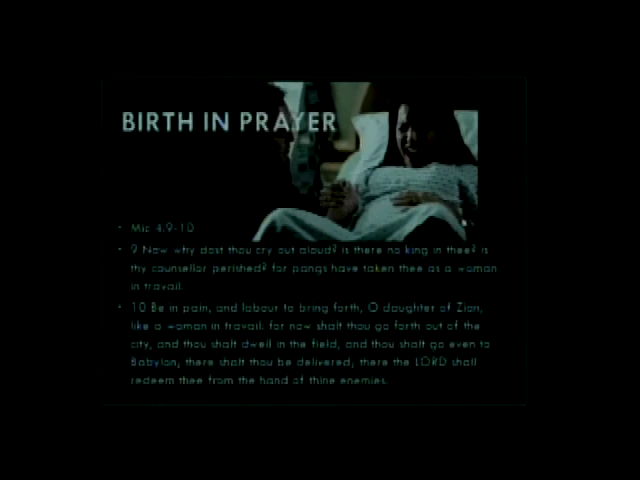 BIRTH IN PRAYER
• Mic 4:9-10
• 9 Now why dost thou cry out aloud? is there no king in thee? is
thy counsellor perished? for pangs have taken thee as a woman
in travail.
• 10 Be in pain, and labour to bring forth, O daughter of Zion,
like a woman in travail: for now shalt thou go forth out of the
city, and thou shalt dwell in the field, and thou shalt go even to
Babylon; there shalt thou be delivered; there the LORD shall
redeem thee from the hand of thine enemies.